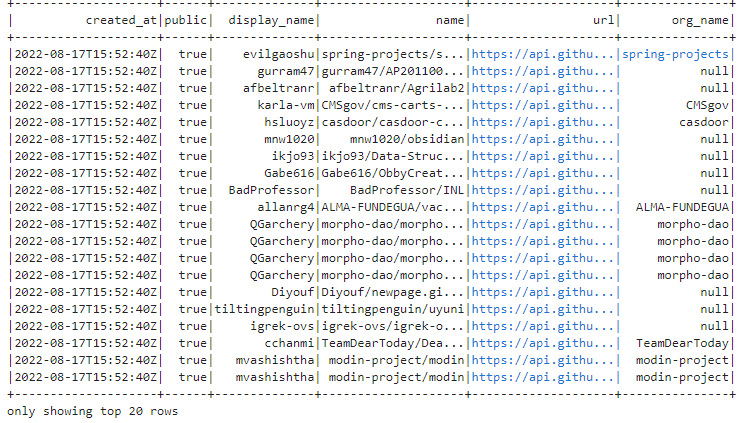 +--------------------+------+-------------+--------------------+--------------------+---------------+
|          created_at|public| display_name|                name|                 url|       org_name|
+--------------------+------+-------------+--------------------+--------------------+---------------+
|2022-08-17T15:52:40Z|  true|    evilgaoshu|spring-projects/s...|https://api.githu...|spring-projects|
|2022-08-17T15:52:40Z|  true|      gurram47|gurram47/AP201100...|https://api.githu...|           null|
|2022-08-17T15:52:40Z|  true|    afbeltranr| afbeltranr/Agrilab2|https://api.githu...|           null|
|2022-08-17T15:52:40Z|  true|      karla-vm|CMSgov/cms-carts-...|https://api.githu...|         CMSgov|
|2022-08-17T15:52:40Z|  true|       hsluoyz|casdoor/casdoor-c...|https://api.githu...|        casdoor|
|2022-08-17T15:52:40Z|  true|       mnw1020|    mnw1020/obsidian|https://api.githu...|           null|
|2022-08-17T15:52:40Z|  true|        ikjo93|ikjo93/Data-Struc...|https://api.githu...|           null|
|2022-08-17T15:52:40Z|  true|       Gabe616|Gabe616/ObbyCreat...|https://api.githu...|           null|
|2022-08-17T15:52:40Z|  true|  BadProfessor|    BadProfessor/INL|https://api.githu...|           null|
|2022-08-17T15:52:40Z|  true|      allanrg4|ALMA-FUNDEGUA/vac...|https://api.githu...|  ALMA-FUNDEGUA|
|2022-08-17T15:52:40Z|  true|     QGarchery|morpho-dao/morpho...|https://api.githu...|     morpho-dao|
|2022-08-17T15:52:40Z|  true|     QGarchery|morpho-dao/morpho...|https://api.githu...|     morpho-dao|
|2022-08-17T15:52:40Z|  true|     QGarchery|morpho-dao/morpho...|https://api.githu...|     morpho-dao|
|2022-08-17T15:52:40Z|  true|     QGarchery|morpho-dao/morpho...|https://api.githu...|     morpho-dao|
|2022-08-17T15:52:40Z|  true|        Diyouf|Diyouf/newpage.gi...|https://api.githu...|           null|
|2022-08-17T15:52:40Z|  true|tiltingpenguin|tiltingpenguin/uyuni|https://api.githu...|           null|
|2022-08-17T15:52:40Z|  true|     igrek-ovs|igrek-ovs/igrek-o...|https://api.githu...|           null|
|2022-08-17T15:52:40Z|  true|       cchanmi|TeamDearToday/Dea...|https://api.githu...|  TeamDearToday|
|2022-08-17T15:52:40Z|  true|   mvashishtha| modin-project/modin|https://api.githu...|  modin-project|
|2022-08-17T15:52:40Z|  true|   mvashishtha| modin-project/modin|https://api.githu...|  modin-project|
+--------------------+------+-------------+--------------------+--------------------+---------------+
only showing top 20 rows